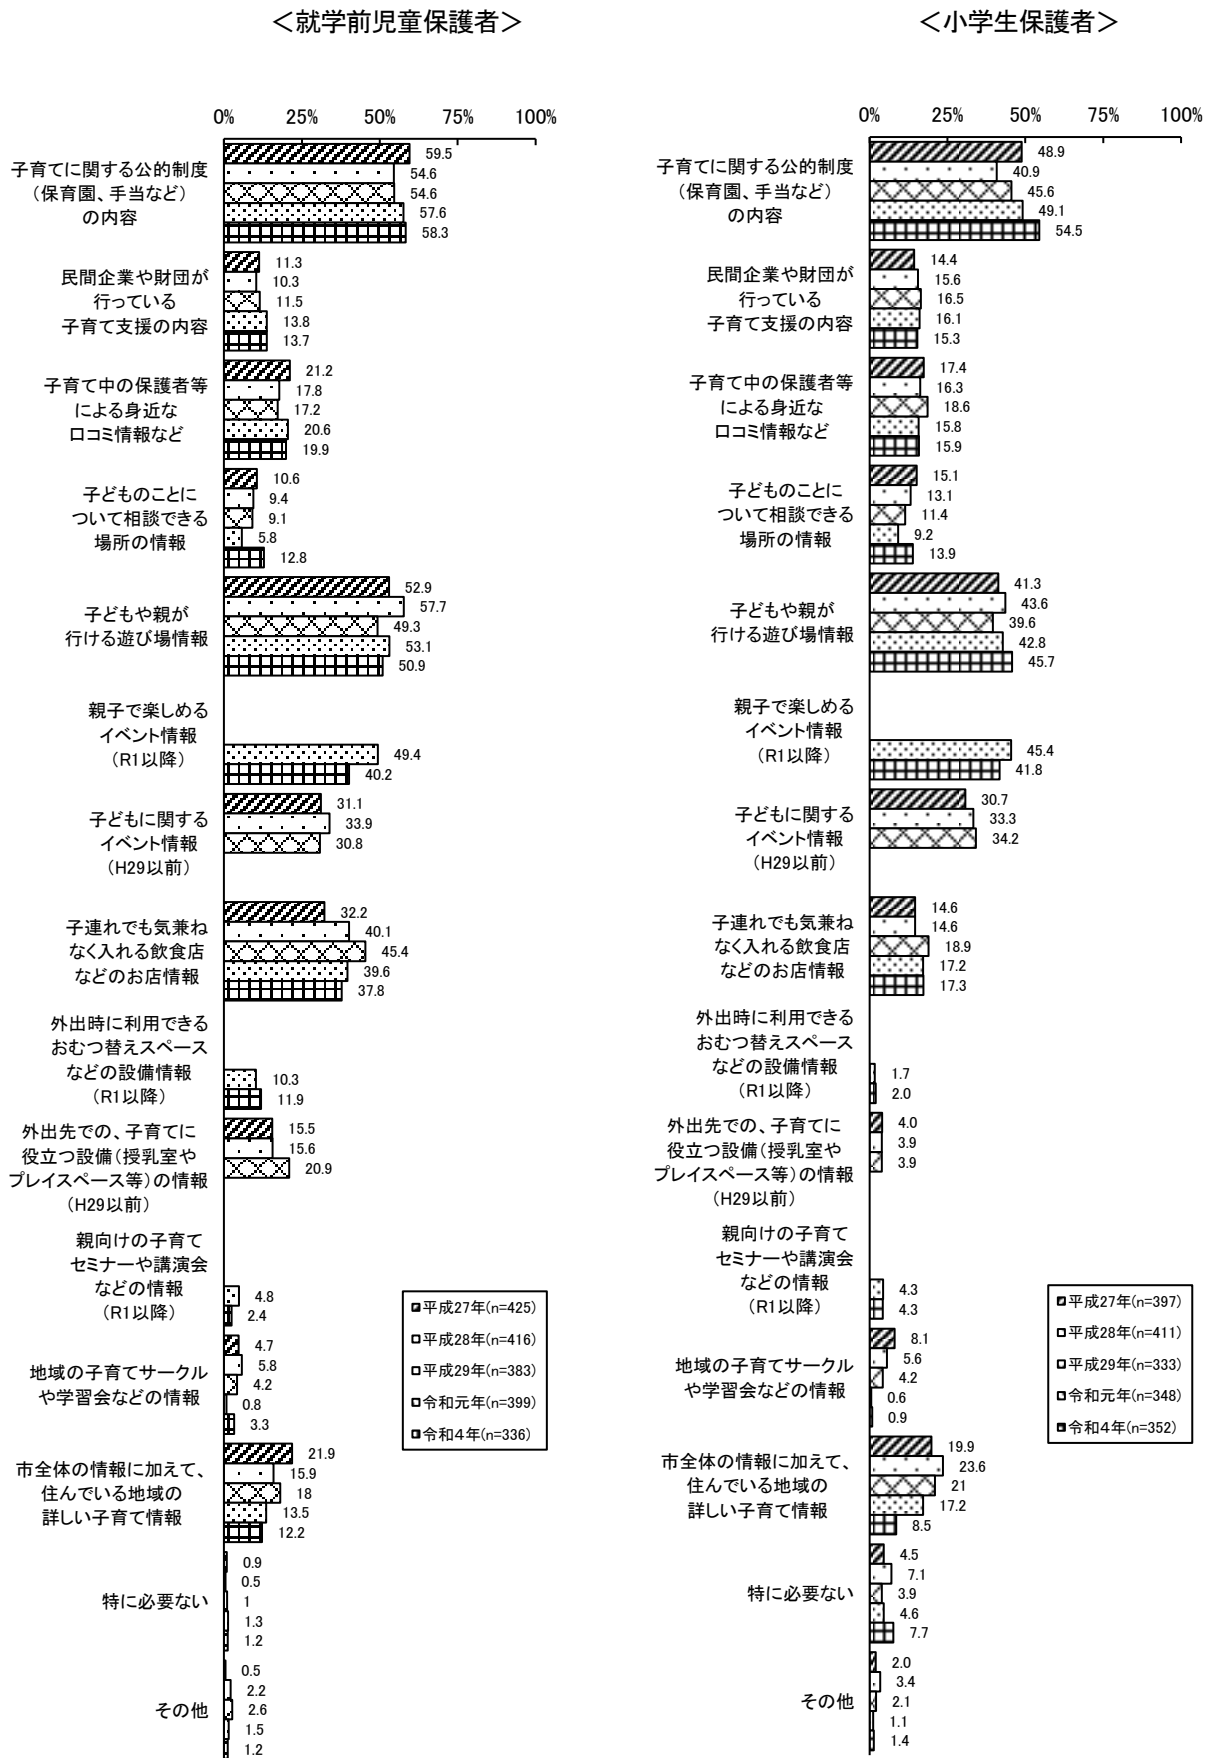 ＜就学前児童保護者＞
0% 25% 50% 75% 100%
子育てに関する公的制度
（保育園、手当など）
の内容
59.5
54.6
54.6
57.6
58.3
民間企業や財団が
行っている
子育て支援の内容
11.3
10.3
11.5
13.8
13.7
子育て中の保護者等
による身近な
口コミ情報など
21.2
17.8
17.2
20.6
19.9
子どものことに
ついて相談できる
場所の情報
10.6
9.4
9.1
5.8
12.8
子どもや親が
行ける遊び場情報
52.9
57.7
49.3
53.1
50.9
親子で楽しめる
イベント情報
（R1以降）
49.4
40.2
子どもに関する
イベント情報
（H29以前）
31.1
33.9
30.8
子連れでも気兼ね
なく入れる飲食店
などのお店情報
32.2
40.1
45.4
39.6
37.8
外出時に利用できる
おむつ替えスペース
などの設備情報
（R1以降）
10.3
11.9
外出先での、子育てに
役立つ設備（授乳室や
プレイスペース等）の情報
（H29以前）
15.5
15.6
20.9
親向けの子育て
セミナーや講演会
などの情報
（R1以降）
4.8
2.4
地域の子育てサークル
や学習会などの情報
4.7
5.8
4.2
0.8
3.3
市全体の情報に加えて、
住んでいる地域の
詳しい子育て情報
21.9
15.9
18
13.5
12.2
特に必要ない
0.9
0.5
1
1.3
1.2
その他
0.5
2.2
2.6
1.5
1.2
平成27年(n=425)
平成28年(n=416)
平成29年(n=383)
令和元年(n=399)
令和４年(n=336)
＜小学生保護者＞
0% 25% 50% 75% 100%
子育てに関する公的制度
（保育園、手当など）
の内容
48.9
40.9
45.6
49.1
54.5
民間企業や財団が
行っている
子育て支援の内容
14.4
15.6
16.5
16.1
15.3
子育て中の保護者等
による身近な
口コミ情報など
17.4
16.3
18.6
15.8
15.9
子どものことに
ついて相談できる
場所の情報
15.1
13.1
11.4
9.2
13.9
子どもや親が
行ける遊び場情報
41.3
43.6
39.6
42.8
45.7
親子で楽しめる
イベント情報
（R1以降）
45.4
41.8
子どもに関する
イベント情報
（H29以前）
30.7
33.3
34.2
子連れでも気兼ね
なく入れる飲食店
などのお店情報
14.6
14.6
18.9
17.2
17.3
外出時に利用できる
おむつ替えスペース
などの設備情報
（R1以降）
1.7
2.0
外出先での、子育てに
役立つ設備（授乳室や
プレイスペース等）の情報
（H29以前）
4.0
3.9
3.9
親向けの子育て
セミナーや講演会
などの情報
（R1以降）
4.3
4.3
地域の子育てサークル
や学習会などの情報
8.1
5.6
4.2
0.6
0.9
市全体の情報に加えて、
住んでいる地域の
詳しい子育て情報
19.9
23.6
21
17.2
8.5
特に必要ない
4.5
7.1
3.9
4.6
7.7
その他
2.0
3.4
2.1
1.1
1.4
平成27年(n=397)
平成28年(n=411)
平成29年(n=333)
令和元年(n=348)
令和４年(n=352)